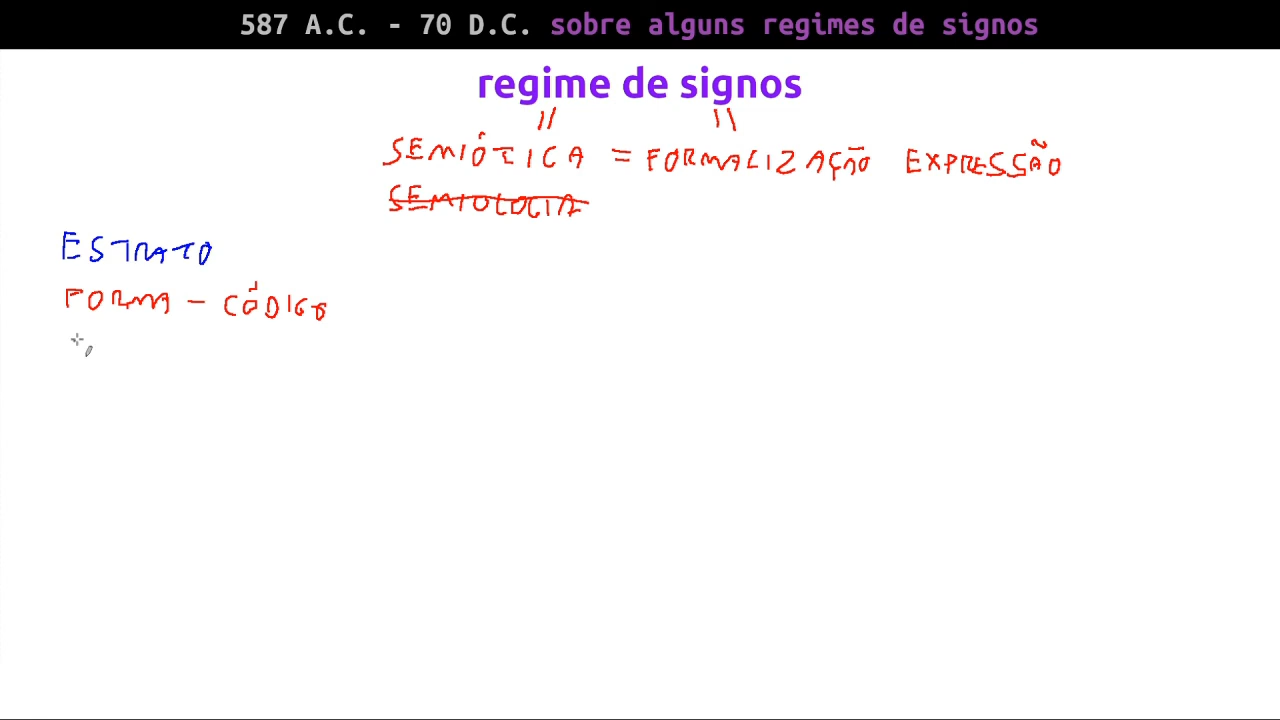 587 A.C. - 70 D.C. sobre alguns regimes de signos
regime de signos
SEMIÓTICA = FORMALIZAÇÃO EXPRESSÃO
SEMIOLOGIA
ESTRATO
FORMA - CÓDIGO